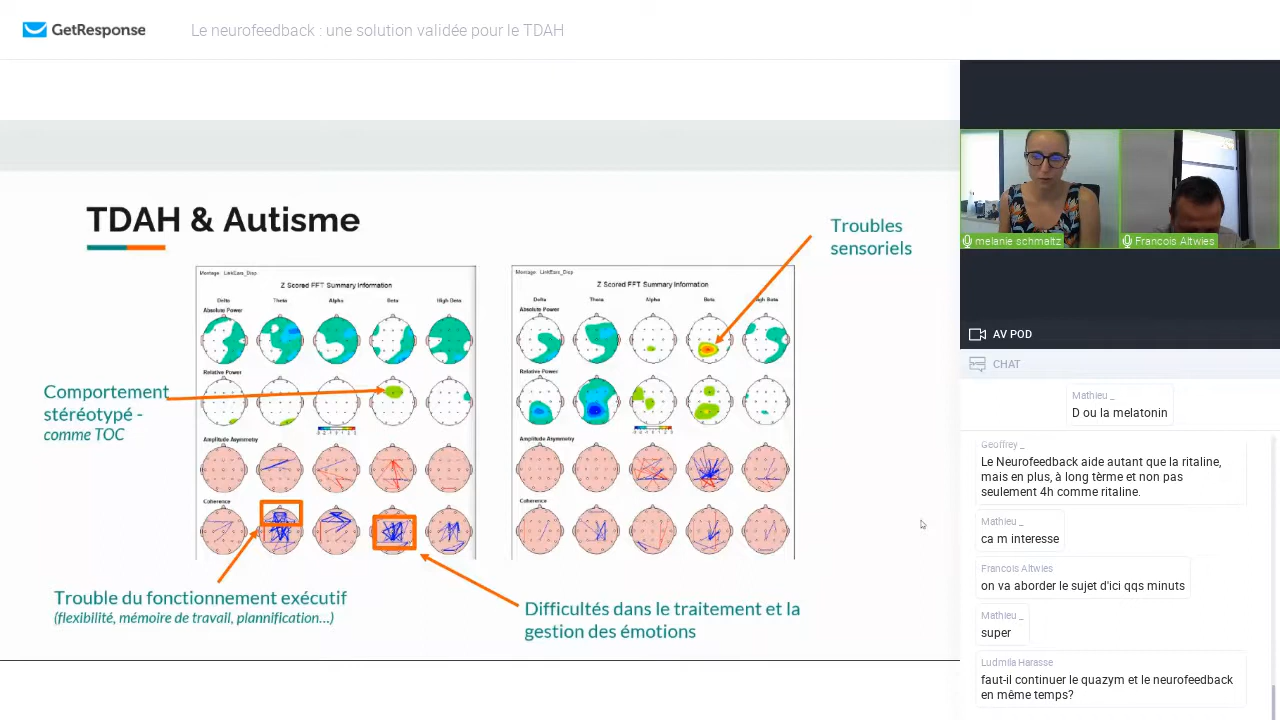 GetResponse
Le neurofeedback : une solution validée pour le TDAH
TDAH & Autisme
Troubles
sensoriels
Montage: LinkEars_Disp
Z Scored FFT Summary Information
Delta Theta Alpha Beta High Beta
Absolute Power
Relative Power
Amplitude Asymmetry
Coherence
Montage: LinkEars_Disp
Z Scored FFT Summary Information
Delta Theta Alpha Beta High Beta
Absolute Power
Relative Power
Amplitude Asymmetry
Coherence
Comportement
stéréotypé -
comme TOC
Trouble du fonctionnement exécutif
(flexibilité, mémoire de travail, plannification...)
Difficultés dans le traitement et la
gestion des émotions
melanie schmaltz
Francois Altwies
AV POD
CHAT
Mathieu _
D ou la melatonin
Geoffrey _
Le Neurofeedback aide autant que la ritaline,
mais en plus, à long tèrme et non pas
seulement 4h comme ritaline.
Mathieu _
ca m interesse
Francois Altwies
on va aborder le sujet d'ici qqs minuts
Mathieu _
super
Ludmila Harasse
faut-il continuer le quazym et le neurofeedback
en même temps?